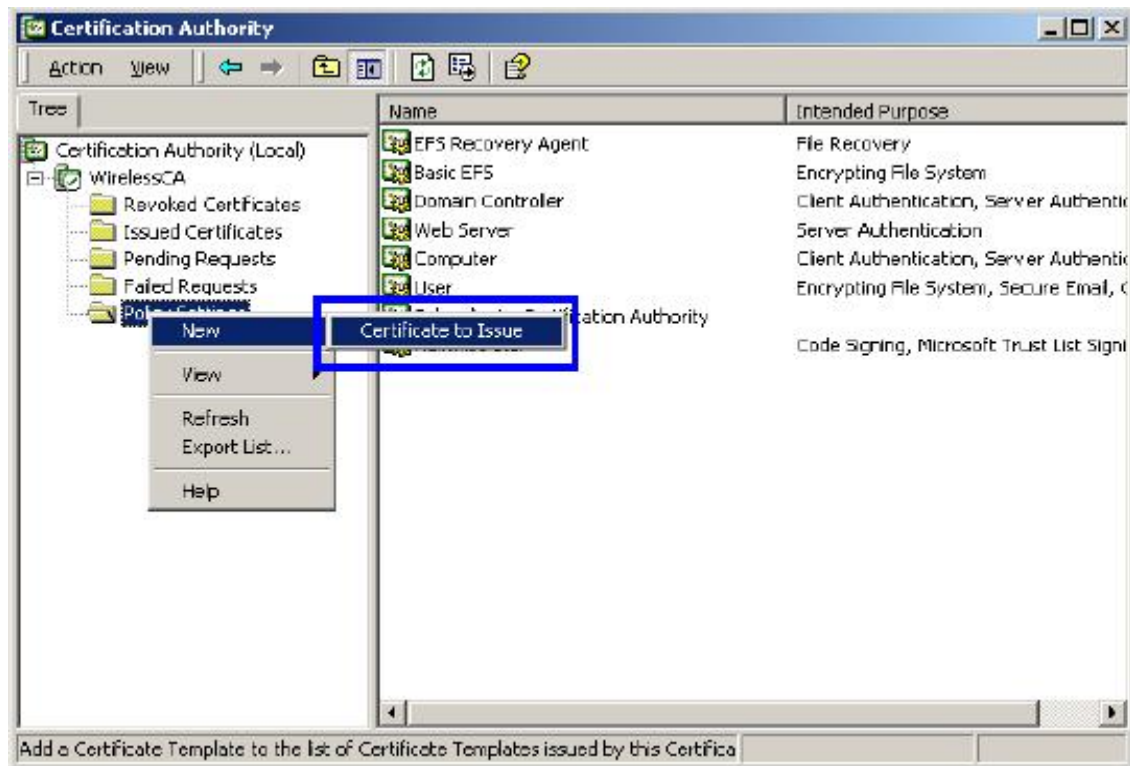 Certification Authority
Action View
Tree
Name Intended Purpose
Certification Authority (Local)
WirelessCA
Revoked Certificates
Issued Certificates
Pending Requests
Failed Requests
EFS Recovery Agent File Recovery
Basic EFS Encrypting File System
Domain Controller Client Authentication, Server Authentic
Web Server Server Authentication
Computer Client Authentication, Server Authentic
User Encrypting File System, Secure Email, C
Authority
Code Signing, Microsoft Trust List Signi
New
Certificate to Issue
View
Refresh
Export List...
Help
Add a Certificate Template to the list of Certificate Templates issued by this Certifica